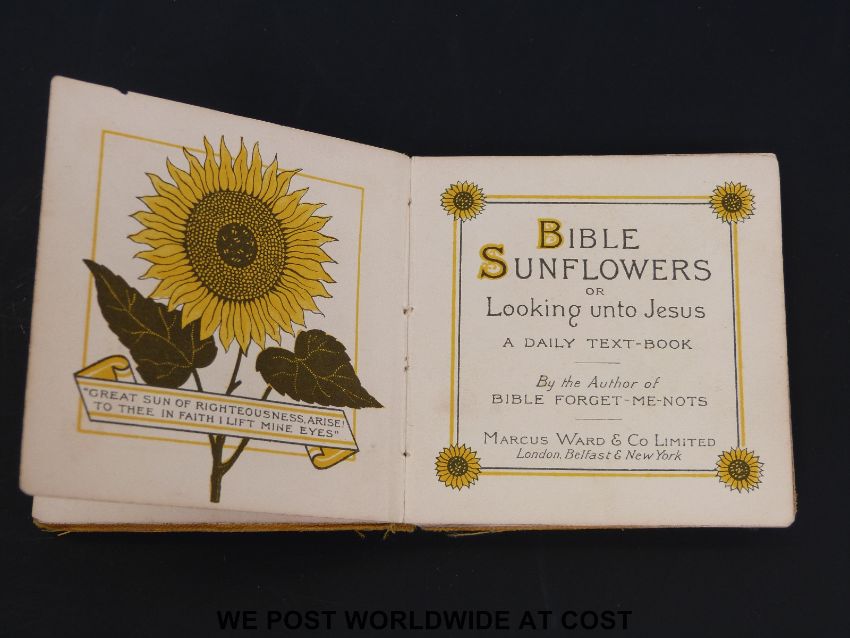 "GREAT SUN OF RIGHTEOUSNESS, ARISE!
TO THEE IN FAITH I LIFT MINE EYES"
BIBLE
SUNFLOWERS
OR
Looking unto Jesus
A DAILY TEXT-BOOK
By the Author of
BIBLE FORGET-ME-NOTS
MARCUS WARD & CO LIMITED
London, Belfast & New York
WE POST WORLDWIDE AT COST